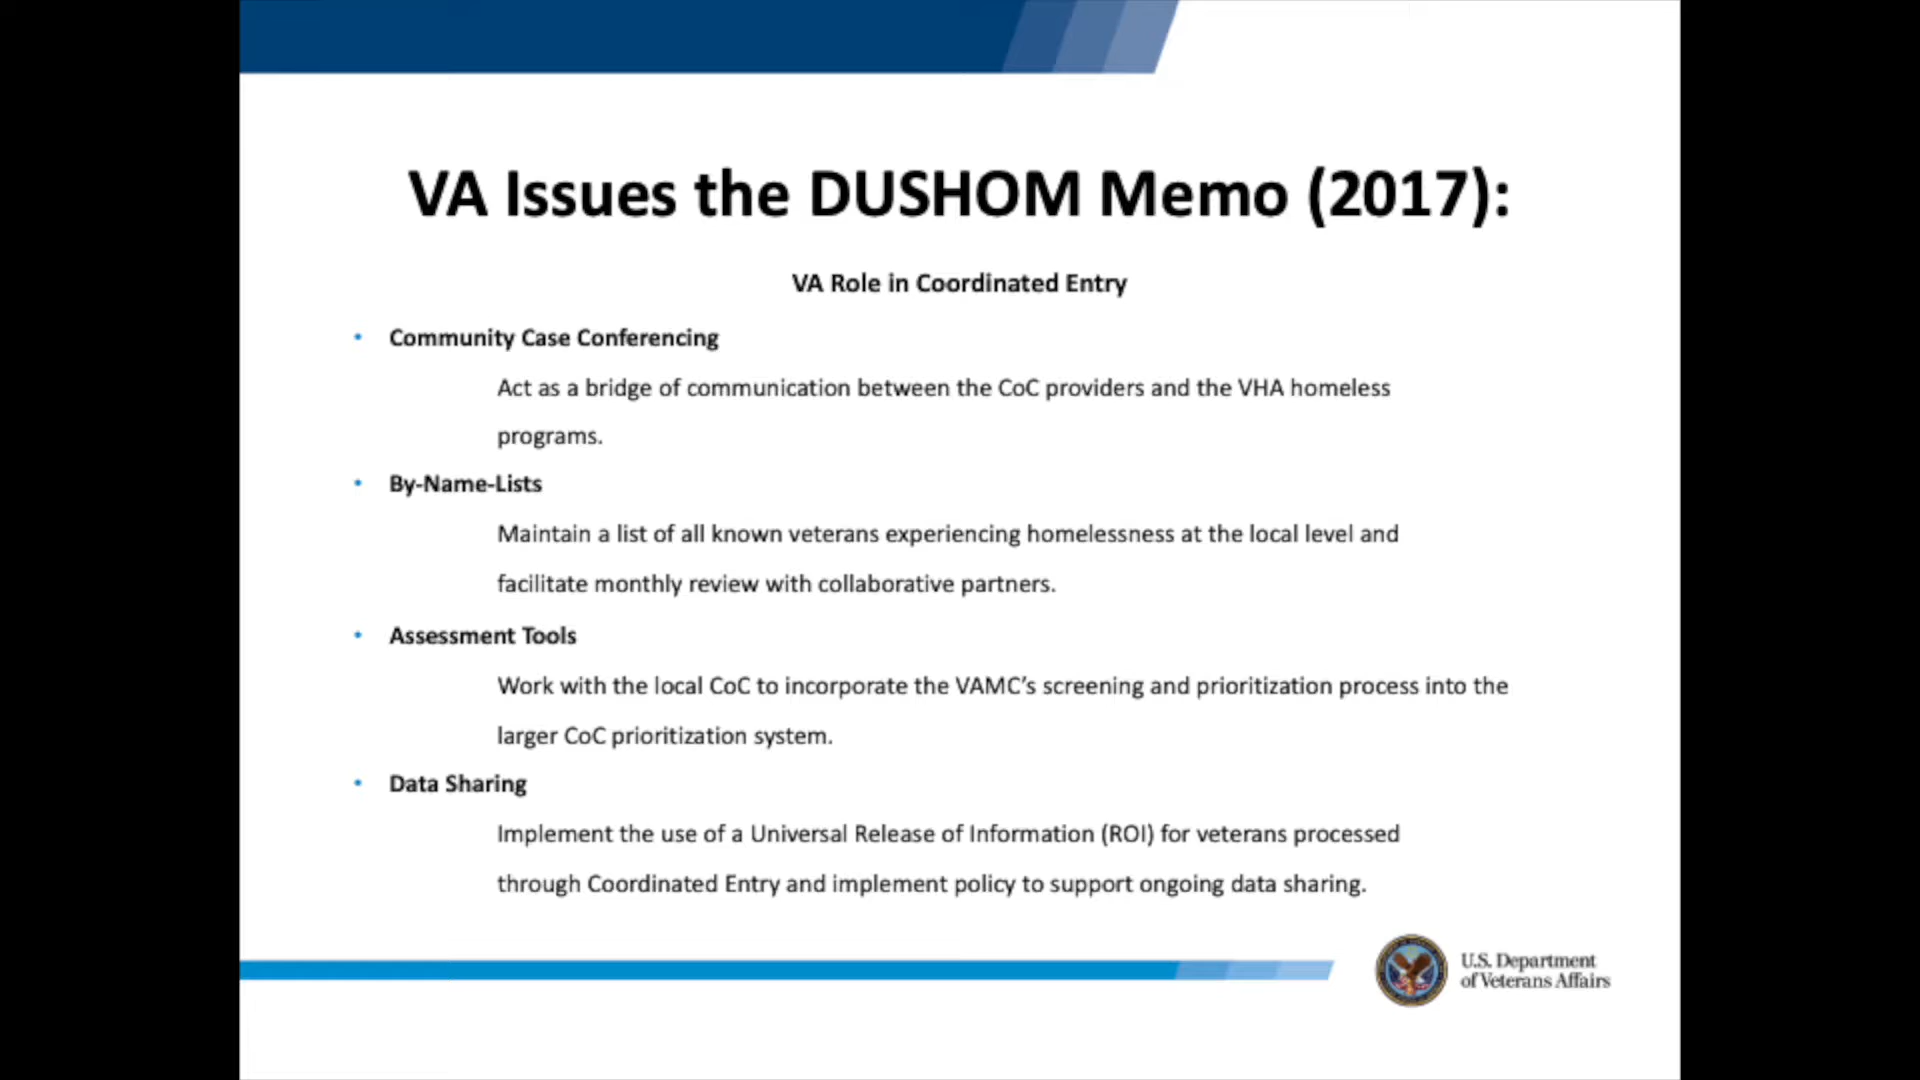 VA Issues the DUSHOM Memo (2017):
VA Role in Coordinated Entry
• Community Case Conferencing
Act as a bridge of communication between the CoC providers and the VHA homeless
programs.
• By-Name-Lists
Maintain a list of all known veterans experiencing homelessness at the local level and
facilitate monthly review with collaborative partners.
• Assessment Tools
Work with the local CoC to incorporate the VAMC’s screening and prioritization process into the
larger CoC prioritization system.
• Data Sharing
Implement the use of a Universal Release of Information (ROI) for veterans processed
through Coordinated Entry and implement policy to support ongoing data sharing.
U.S. Department
of Veterans Affairs